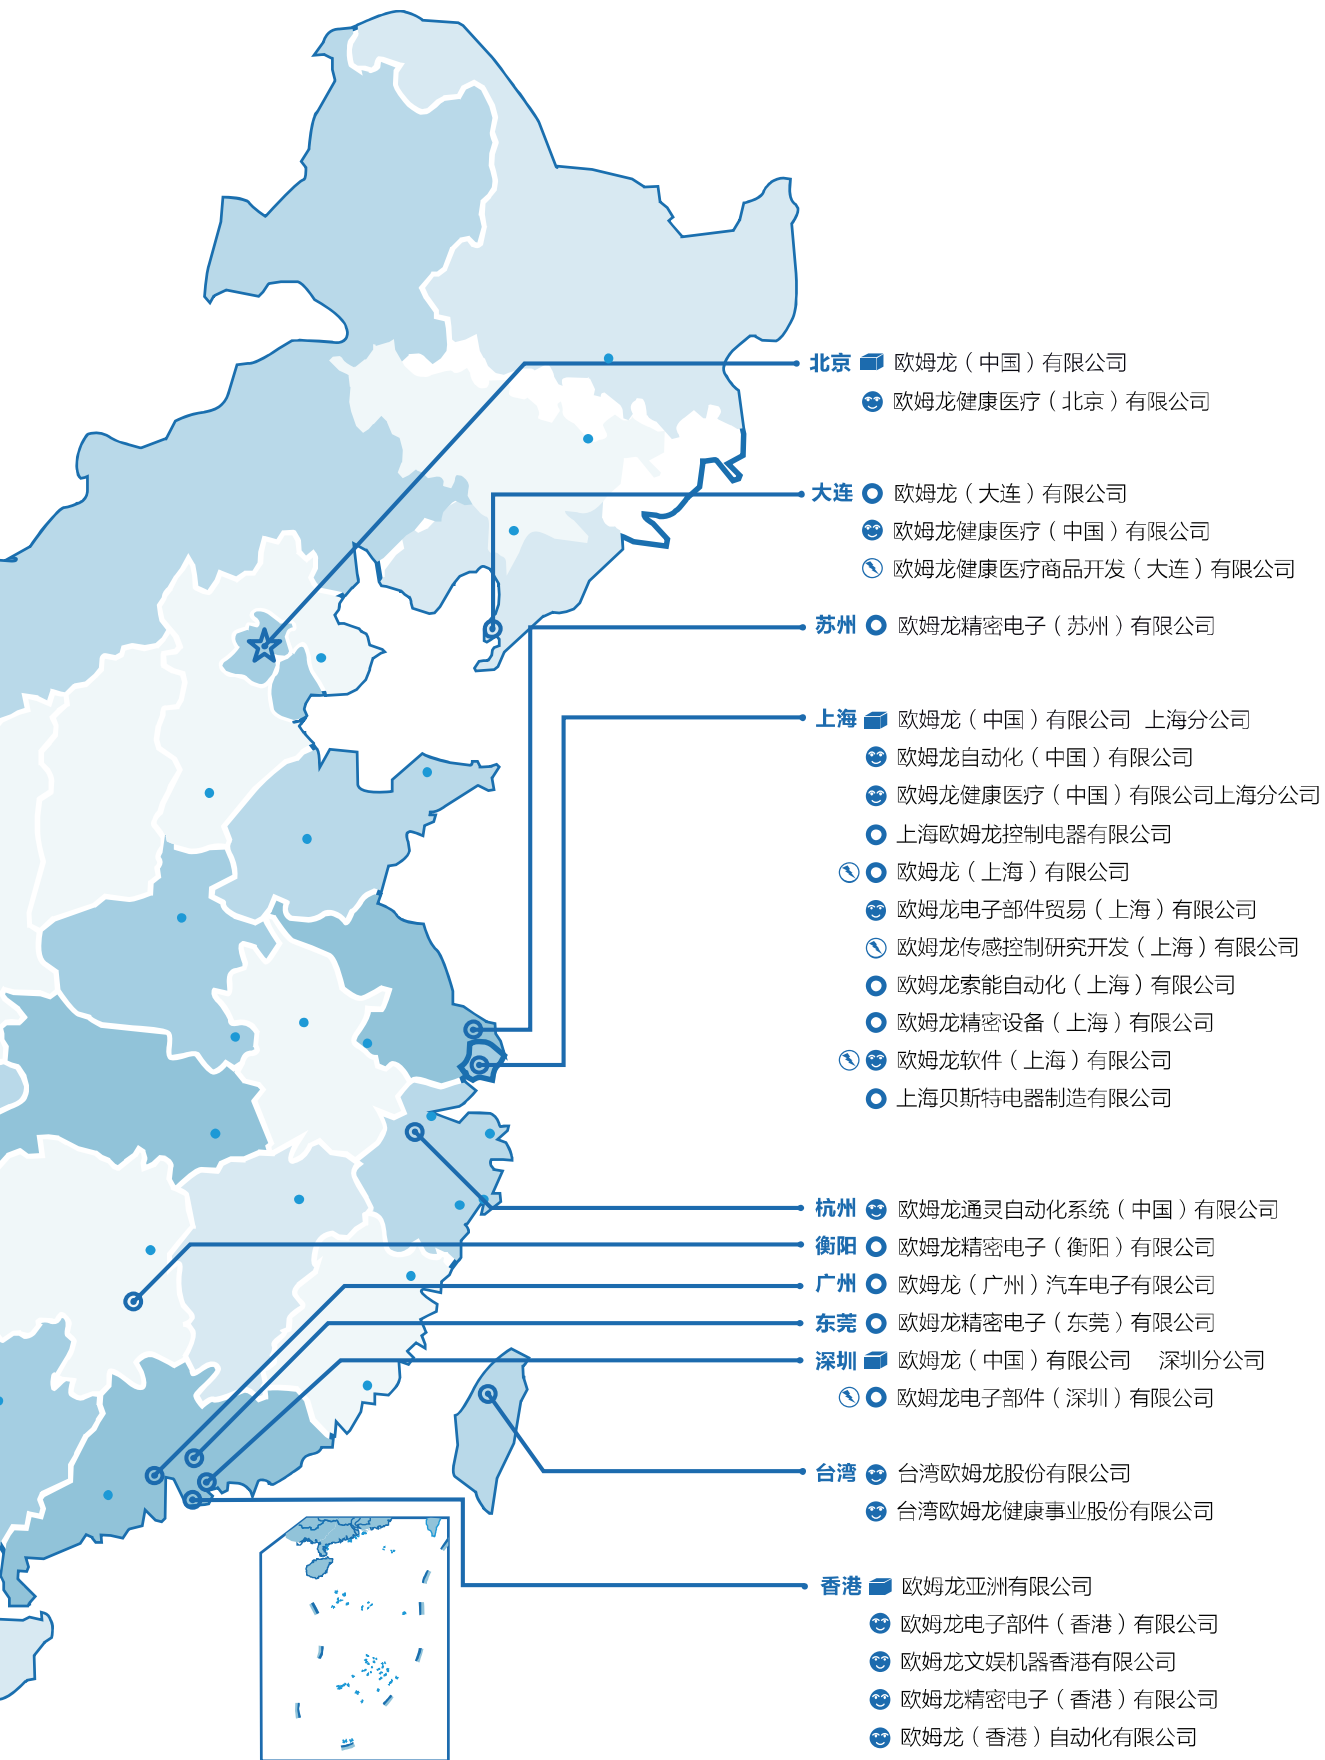 北京 欧姆龙（中国）有限公司
欧姆龙健康医疗（北京）有限公司
大连 欧姆龙（大连）有限公司
欧姆龙健康医疗（中国）有限公司
欧姆龙健康医疗商品开发（大连）有限公司
苏州 欧姆龙精密电子（苏州）有限公司
上海 欧姆龙（中国）有限公司 上海分公司
欧姆龙自动化（中国）有限公司
欧姆龙健康医疗（中国）有限公司上海分公司
上海欧姆龙控制电器有限公司
欧姆龙（上海）有限公司
欧姆龙电子部件贸易（上海）有限公司
欧姆龙传感控制研究开发（上海）有限公司
欧姆龙索能自动化（上海）有限公司
欧姆龙精密设备（上海）有限公司
欧姆龙软件（上海）有限公司
上海贝斯特电器制造有限公司
杭州 欧姆龙通灵自动化系统（中国）有限公司
衡阳 欧姆龙精密电子（衡阳）有限公司
广州 欧姆龙（广州）汽车电子有限公司
东莞 欧姆龙精密电子（东莞）有限公司
深圳 欧姆龙（中国）有限公司 深圳分公司
欧姆龙电子部件（深圳）有限公司
台湾 台湾欧姆龙股份有限公司
台湾欧姆龙健康事业股份有限公司
香港 欧姆龙亚洲有限公司
欧姆龙电子部件（香港）有限公司
欧姆龙文娱机器香港有限公司
欧姆龙精密电子（香港）有限公司
欧姆龙（香港）自动化有限公司